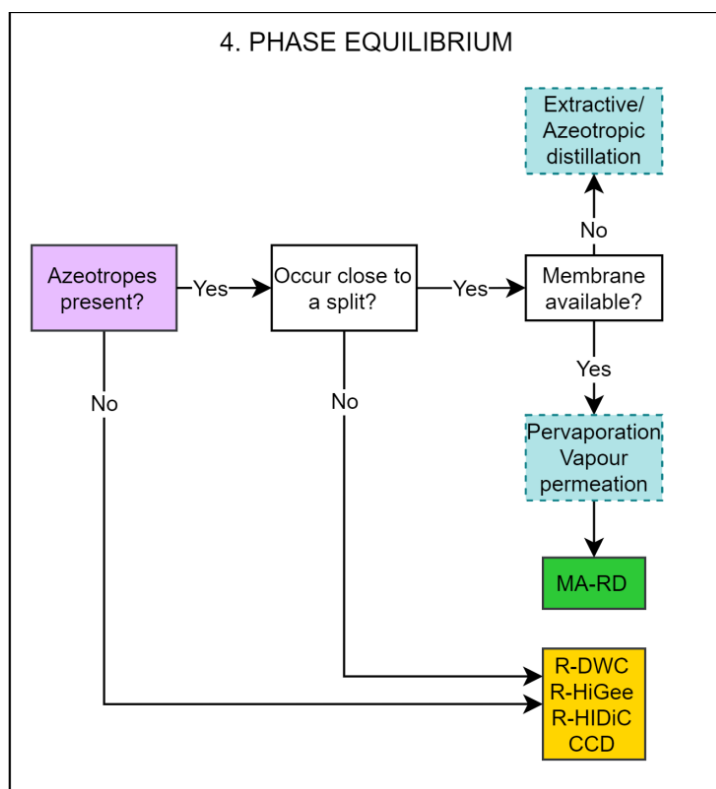 4. PHASE EQUILIBRIUM
Extractive/
Azeotropic
distillation
No
Azeotropes
present?
Yes
Occur close to
a split?
Yes
Membrane
available?
No
No
Yes
Pervaporation
Vapour
permeation
MA-RD
R-DWC
R-HiGee
R-HIDiC
CCD